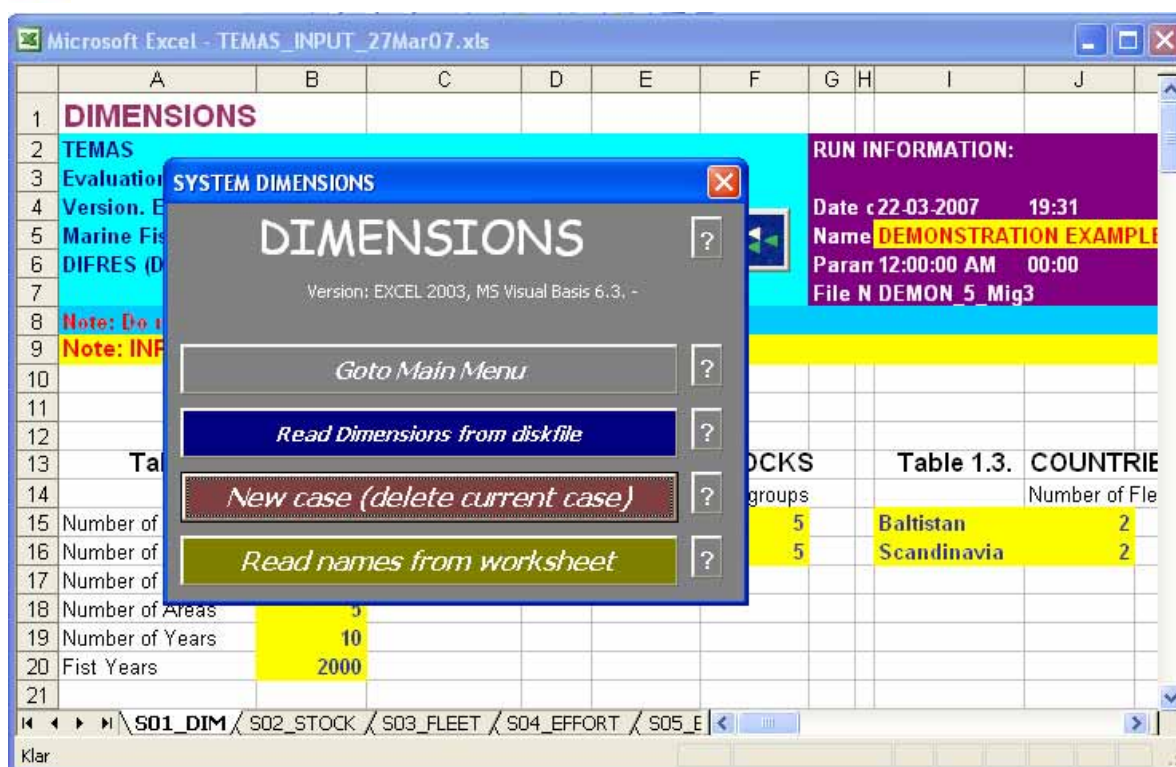 Microsoft Excel - TEMAS_INPUT_27Mar07.xls
A B C D E F G H I J
1 DIMENSIONS
2 TEMAS RUN INFORMATION:
3 Evaluation
4 Version. E Date 22-03-2007 19:31
5 Marine Fis Name DEMONSTRATION EXAMPLE
6 DIFRES (D Param 12:00:00 AM 00:00
7 File N DEMON_5_Mig3
8 Note: Do
9 Note: INP
10
11
12
13 Tal OCKS Table 1.3. COUNTRIE
14 groups Number of Fle
15 Number of 5 Baltistan 2
16 Number of 5 Scandinavia 2
17 Number of
18 Number of Areas 5
19 Number of Years 10
20 Fist Years 2000
21
SYSTEM DIMENSIONS
DIMENSIONS ?
Version: EXCEL 2003, MS Visual Basis 6.3. -
Goto Main Menu ?
Read Dimensions from diskfile ?
New case (delete current case) ?
Read names from worksheet ?
S01_DIM / S02_STOCK / S03_FLEET / S04_EFFORT / S05_E
Klar